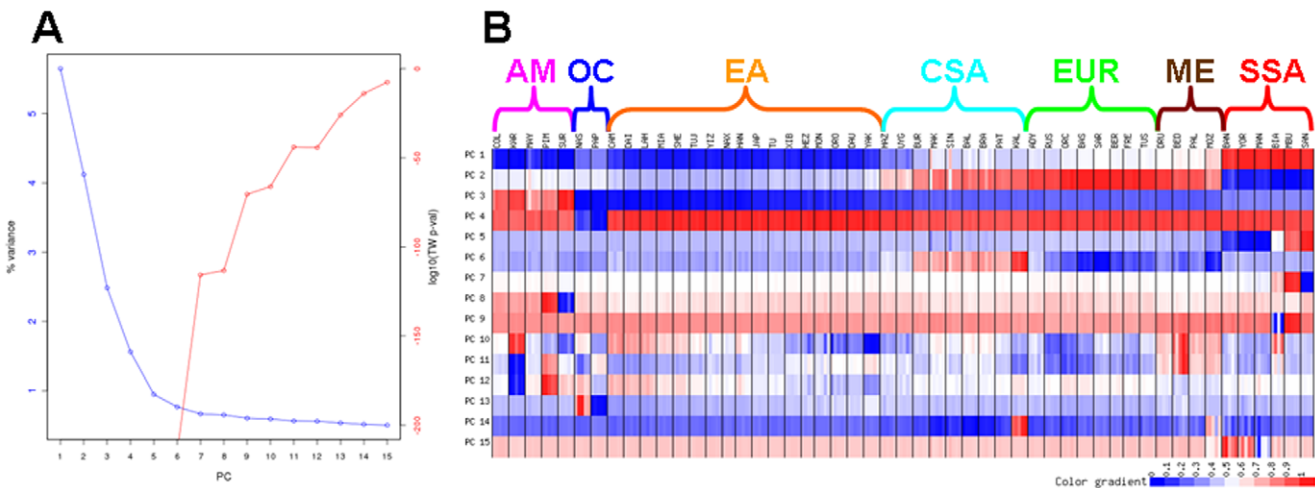 A
B
AM OC EA CSA EUR ME SSA
COL KAR MAY PIM SUR NAS PAP CAM DAI LAH MIA SHE TUJ YIZ NAX HAN JAP TU XIB HEZ MON ORO DAU YAK HAZ UYG BUR MAK SIN BAL BRA PAT KAL ADY RUS ORC BAS SAR BER FRE TUS DRU BED PAL MOZ BAN YOR MAN BIA MBU SAN
% variance
5
4
3
2
1
0
-50
-100
-150
-200
log10(TW p-val)
1 2 3 4 5 6 7 8 9 10 11 12 13 14 15
PC
PC 1
PC 2
PC 3
PC 4
PC 5
PC 6
PC 7
PC 8
PC 9
PC 10
PC 11
PC 12
PC 13
PC 14
PC 15
Color gradient
0 0.1 0.2 0.3 0.4 0.5 0.6 0.7 0.8 0.9 1